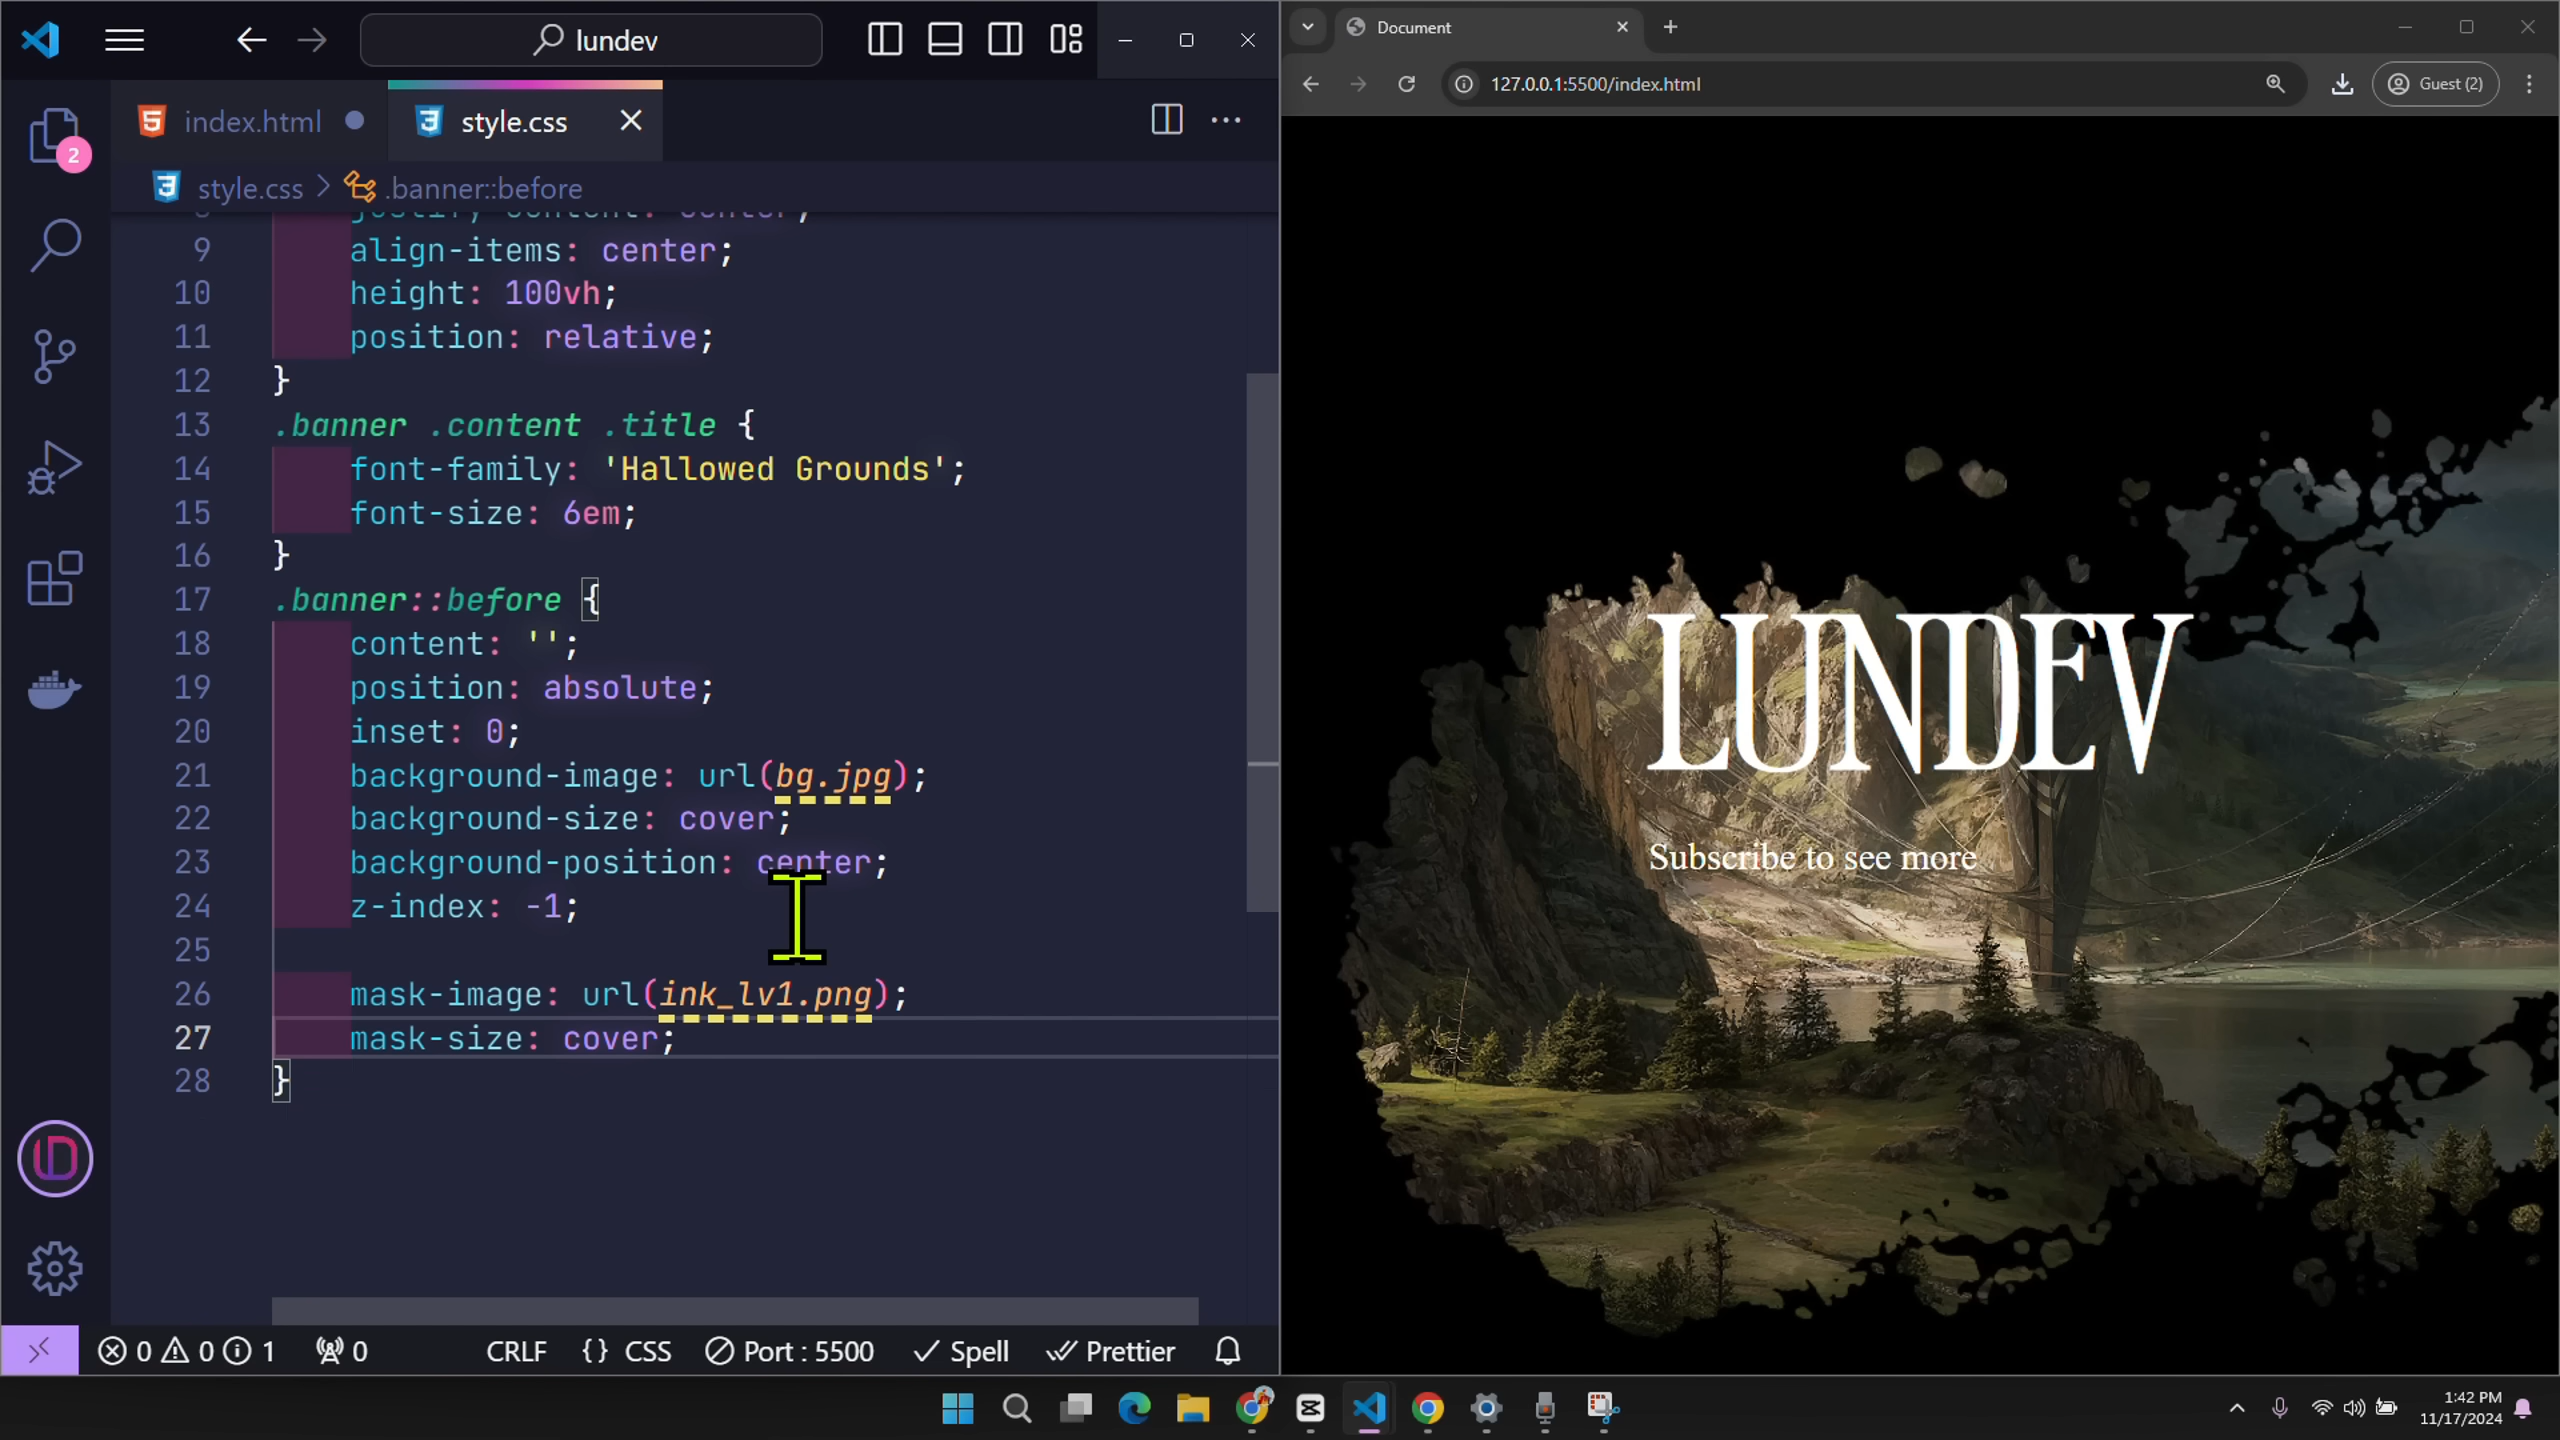 lundev
index.html
style.css
2
style.css > .banner::before
justify-content: center;
9 align-items: center;
10 height: 100vh;
11 position: relative;
12 }
13 .banner .content .title {
14 font-family: 'Hallowed Grounds';
15 font-size: 6em;
16 }
17 .banner::before {
18 content: '';
19 position: absolute;
20 inset: 0;
21 background-image: url(bg.jpg);
22 background-size: cover;
23 background-position: center;
24 z-index: -1;
25
26 mask-image: url(ink_lv1.png);
27 mask-size: cover;
28 }
0 0 1 0 CRLF {} CSS Port : 5500 Spell Prettier
Document
127.0.0.1:5500/index.html
Guest (2)
LUNDEV
Subscribe to see more
1:42 PM
11/17/2024